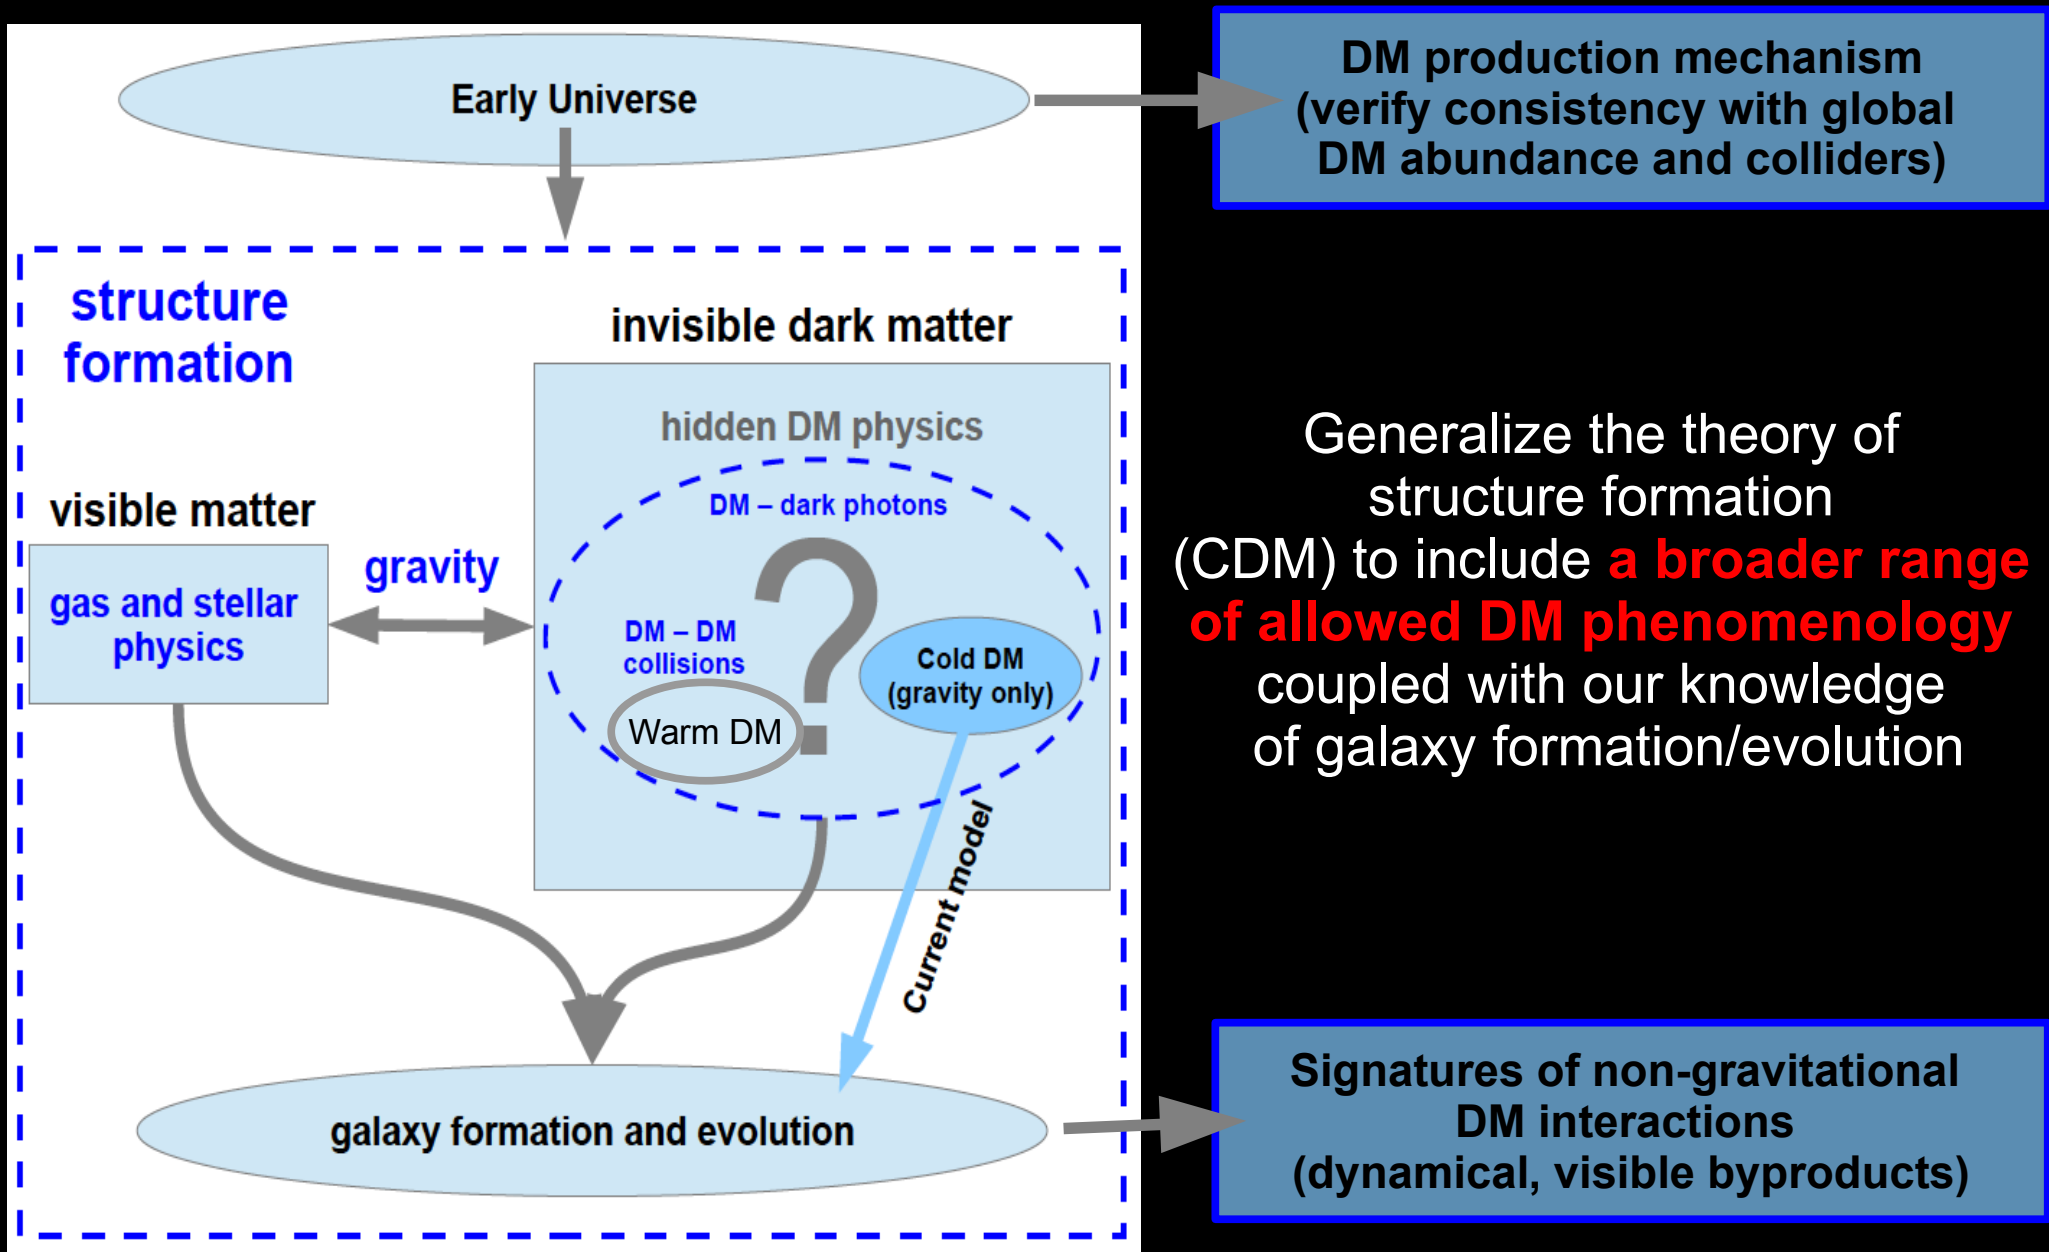 Early Universe
DM production mechanism
(verify consistency with global
DM abundance and colliders)
structure
formation
invisible dark matter
hidden DM physics
DM – dark photons
?
visible matter
gas and stellar
physics
gravity
DM – DM
collisions
Warm DM
Cold DM
(gravity only)
Current model
galaxy formation and evolution
Generalize the theory of
structure formation
(CDM) to include a broader range
of allowed DM phenomenology
coupled with our knowledge
of galaxy formation/evolution
Signatures of non-gravitational
DM interactions
(dynamical, visible byproducts)